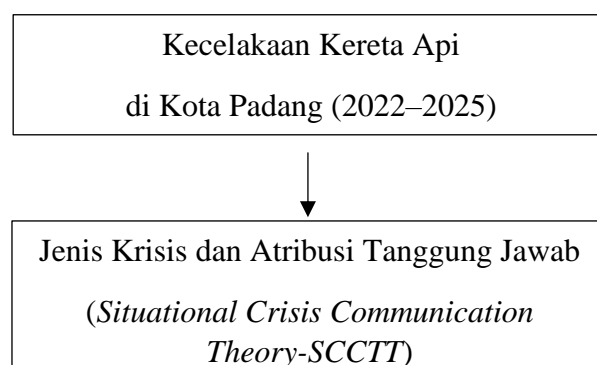 Kecelakaan Kereta Api
di Kota Padang (2022–2025)
Jenis Krisis dan Atribusi Tanggung Jawab
(Situational Crisis Communication
Theory-SCCTT)